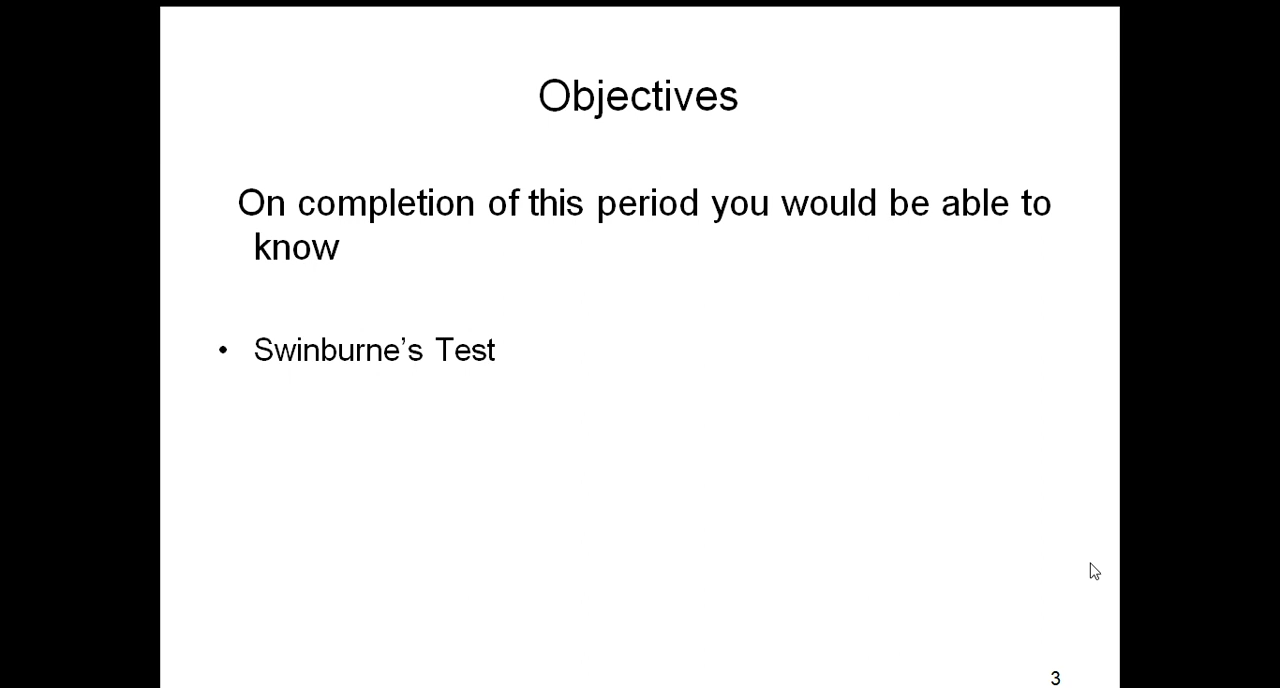 Objectives
On completion of this period you would be able to
know
• Swinburne’s Test
3